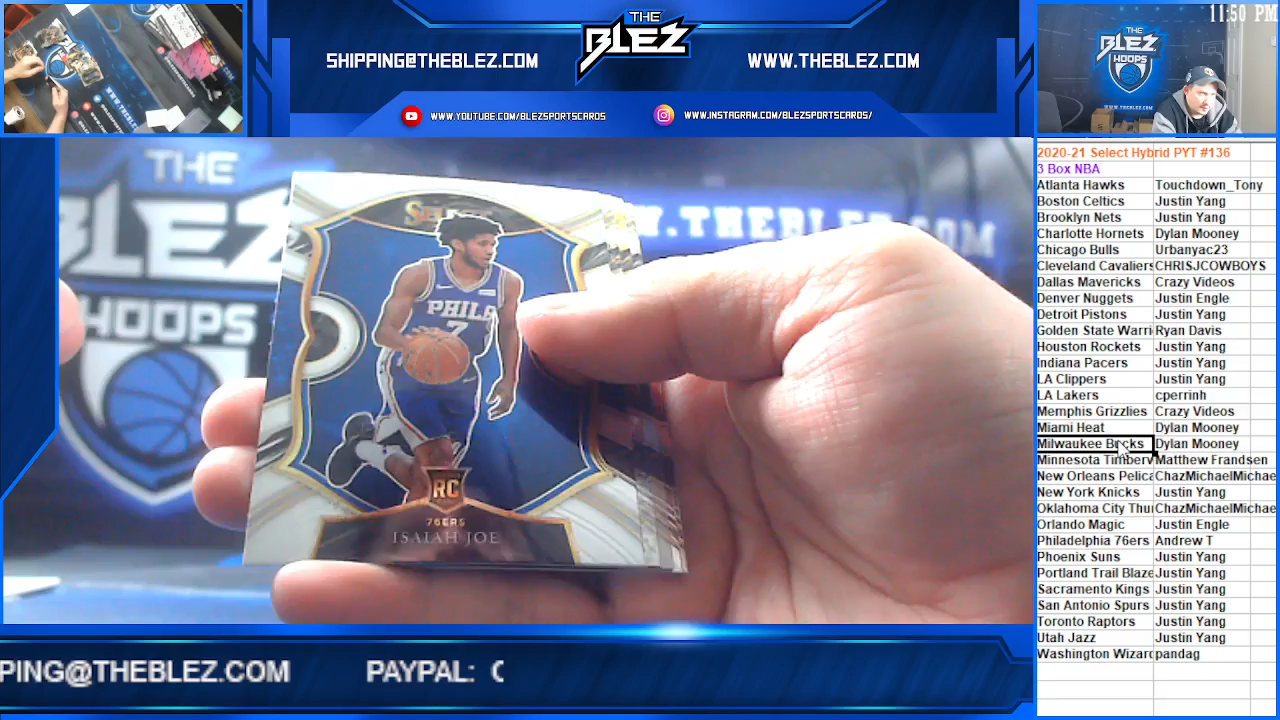 THE
BLEZ
SHIPPING@THEBLEZ.COM
WWW.THEBLEZ.COM
WWW.YOUTUBE.COM/BLEZSPORTSCARDS
WWW.INSTAGRAM.COM/BLEZSPORTSCARDS/
11:50 PM
THE
BLEZ
HOOPS
THE
BLEZ
HOOPS
WWW.THEBLEZ.COM
PHILA
7
RC
76ERS
ISAIAH JOE
2020-21 Select Hybrid PYT #136
3 Box NBA
Atlanta Hawks Touchdown_Tony
Boston Celtics Justin Yang
Brooklyn Nets Justin Yang
Charlotte Hornets Dylan Mooney
Chicago Bulls Urbanyac23
Cleveland Cavaliers CHRISJCOWBOYS
Dallas Mavericks Crazy Videos
Denver Nuggets Justin Engle
Detroit Pistons Justin Yang
Golden State Warri Ryan Davis
Houston Rockets Justin Yang
Indiana Pacers Justin Yang
LA Clippers Justin Yang
LA Lakers cperrinh
Memphis Grizzlies Crazy Videos
Miami Heat Dylan Mooney
Milwaukee Bucks Dylan Mooney
Minnesota Timberv Matthew Frandsen
New Orleans Pelica ChazMichaelMichae
New York Knicks Justin Yang
Oklahoma City Thu ChazMichaelMichae
Orlando Magic Justin Engle
Philadelphia 76ers Andrew T
Phoenix Suns Justin Yang
Portland Trail Blaze Justin Yang
Sacramento Kings Justin Yang
San Antonio Spurs Justin Yang
Toronto Raptors Justin Yang
Utah Jazz Justin Yang
Washington Wizard pandag
PING@THEBLEZ.COM PAYPAL: C